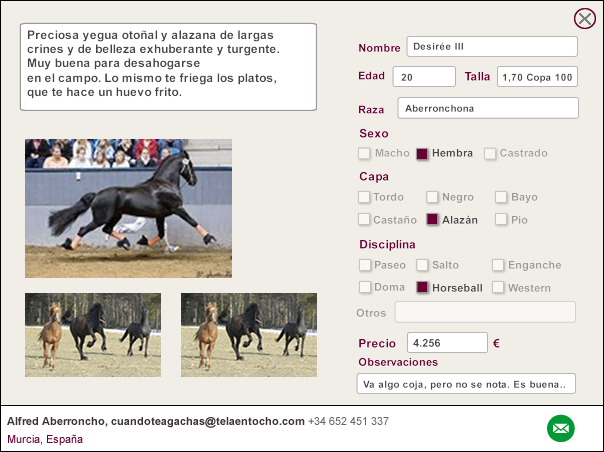 Preciosa yegua otoñal y alazana de largas
crines y de belleza exhuberante y turgente.
Muy buena para desahogarse
en el campo. Lo mismo te friega los platos,
que te hace un huevo frito.
Nombre Desirée III
Edad 20 Talla 1,70 Copa 100
Raza Aberronchona
Sexo
Macho Hembra Castrado
Capa
Tordo Negro Bayo
Castaño Alazán Pio
Disciplina
Paseo Salto Enganche
Doma Horseball Western
Otros
Precio 4.256 €
Observaciones
Va algo coja, pero no se nota. Es buena..
Alfred Aberroncho, cuandoteagachas@telaentocho.com +34 652 451 337
Murcia, España